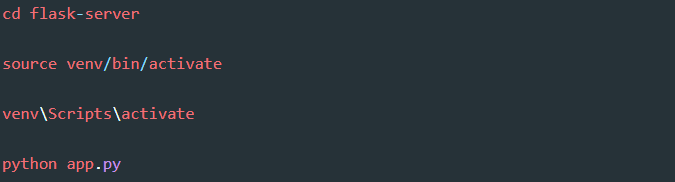 cd flask-server
source venv/bin/activate
venv\Scripts\activate
python app.py